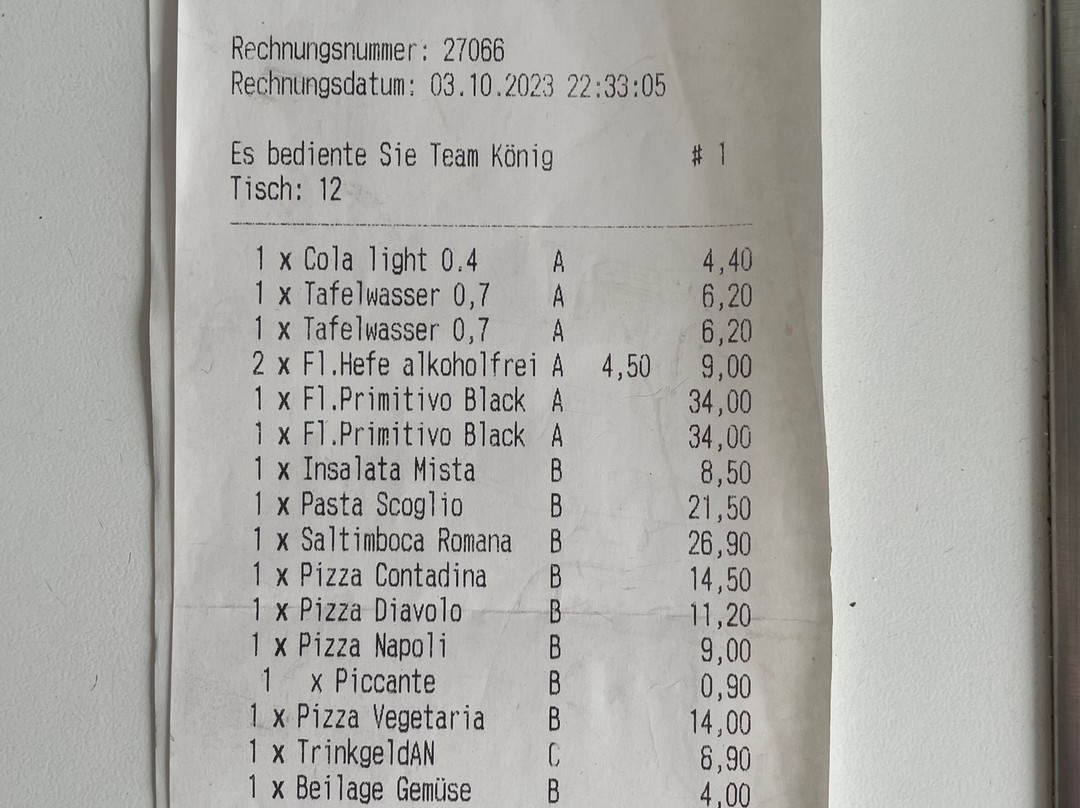 Rechnungsnummer: 27066
Rechnungsdatum: 03.10.2023 22:33:05
Es bediente Sie Team König # 1
Tisch: 12
1 x Cola light 0.4 A 4,40
1 x Tafelwasser 0,7 A 6,20
1 x Tafelwasser 0,7 A 6,20
2 x Fl.Hefe alkoholfrei A 4,50 9,00
1 x Fl.Primitivo Black A 34,00
1 x Fl.Primitivo Black A 34,00
1 x Insalata Mista B 8,50
1 x Pasta Scoglio B 21,50
1 x Saltimboca Romana B 26,90
1 x Pizza Contadina B 14,50
1 x Pizza Diavolo B 11,20
1 x Pizza Napoli B 9,00
1 x Piccante B 0,90
1 x Pizza Vegetaria B 14,00
1 x TrinkgeldAN C 8,90
1 x Beilage Gemüse B 4,00